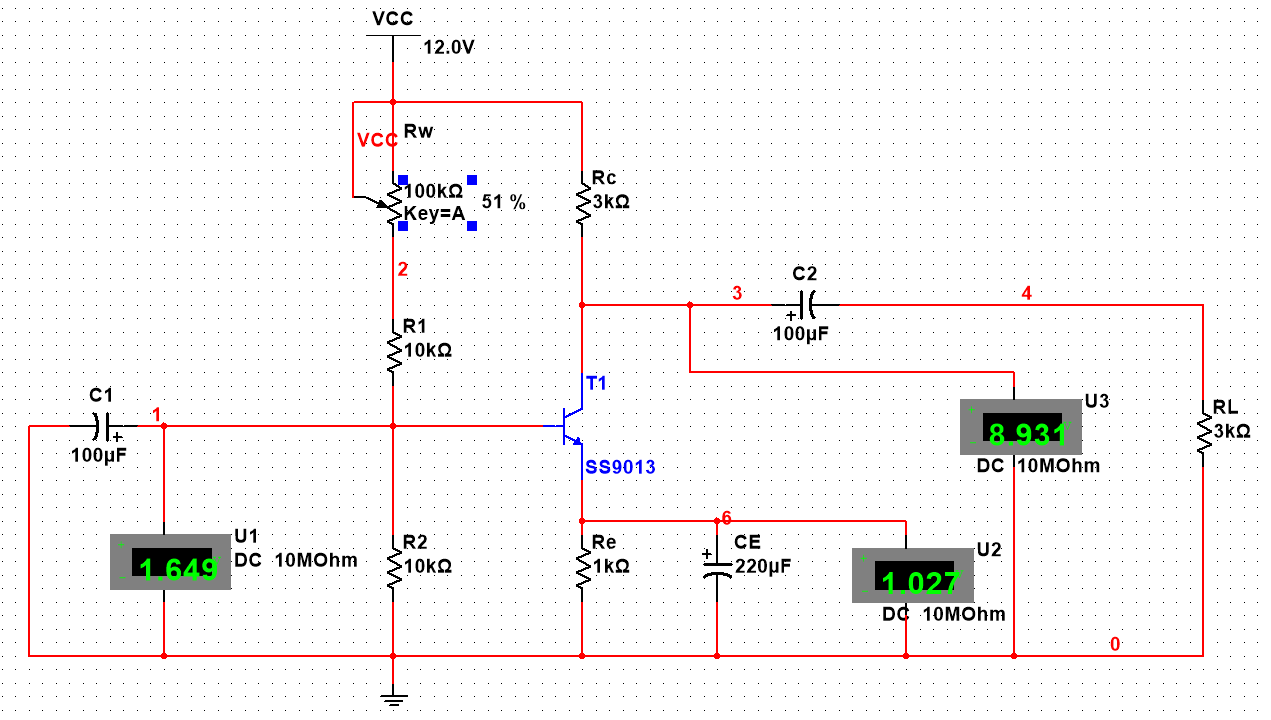 VCC
12.0V
VCC
Rw
100kΩ
Key=A
51 %
Rc
3kΩ
2
3
C2
100µF
4
R1
10kΩ
T1
SS9013
C1
100µF
1
U3
8.931
DC 10MOhm
RL
3kΩ
6
U1
1.649
DC 10MOhm
R2
10kΩ
Re
1kΩ
CE
220µF
U2
1.027
DC 10MOhm
0